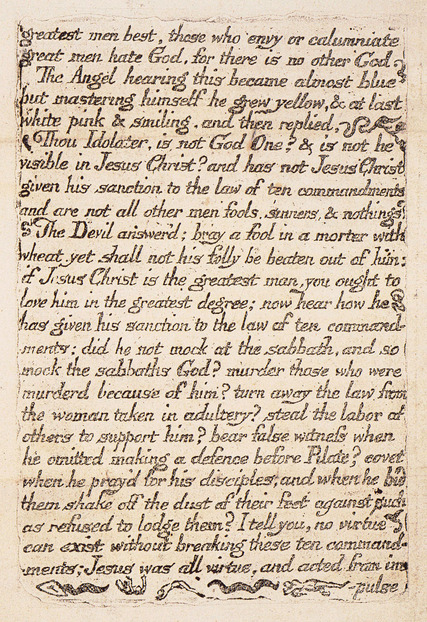 greatest men best, those who envy or calumniate
great men hate God, for there is no other God.
The Angel hearing this became almost blue
but mastering himself he grew yellow, & at last
white pink & smiling, and then replied,
Thou Idolater, is not God One? & is not he
visible in Jesus Christ? and has not Jesus Christ
given his sanction to the law of ten commandments
and are not all other men fools, sinners, & nothings?
The Devil answer'd; bray a fool in a morter with
wheat, yet shall not his folly be beaten out of him:
if Jesus Christ is the greatest man, you ought to
love him in the greatest degree; now hear how he
has given his sanction to the law of ten command-
ments: did he not mock at the sabbath, and so
mock the sabbaths God? murder those who were
murderd because of him? turn away the law from
the woman taken in adultery? steal the labor of
others to support him? bear false witness when
he omitted making a defence before Pilate? covet
when he pray'd for his disciples, and when he bid
them shake off the dust of their feet against such
as refused to lodge them? I tell you, no virtue
can exist without breaking these ten command-
ments; Jesus was all virtue, and acted from im-
-pulse